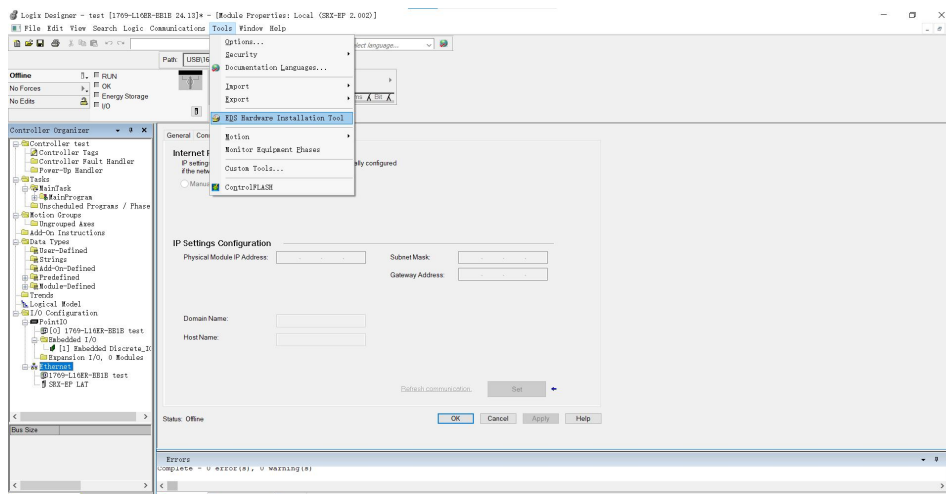 Logix Designer - test [1769-L16ER-BB1B 24.13]* - [Module Properties: Local (SRX-EP 2.002)]
File Edit View Search Logic Communications Tools Window Help
Options...
Security
Documentation Languages...
Import
Export
EDS Hardware Installation Tool
Motion
Monitor Equipment Phases
Custom Tools...
ControlFLASH
lect language...
Path: USB\16
Offline
No Forces
No Edits
RUN
OK
Energy Storage
I/O
Bit
Controller Organizer
Controller test
Controller Tags
Controller Fault Handler
Power-Up Handler
Tasks
MainTask
MainProgram
Unscheduled Programs / Phase
Motion Groups
Ungrouped Axes
Add-On Instructions
Data Types
User-Defined
Strings
Add-On-Defined
Predefined
Module-Defined
Trends
Logical Model
I/O Configuration
PointIO
[0] 1769-L16ER-BB1B test
Embedded I/O
[1] Embedded Discrete_IO
Expansion I/O, 0 Modules
Ethernet
1769-L16ER-BB1B test
SRX-EP LAT
Bus Size
General Con
Internet P
IP setting
ally configured
if the netw
Manus
IP Settings Configuration
Physical Module IP Address:
Subnet Mask:
Gateway Address:
Domain Name:
Host Name:
Refresh communication.
Set
Status: Offline
OK Cancel Apply Help
Errors
Complete - 0 error(s), 0 warning(s)